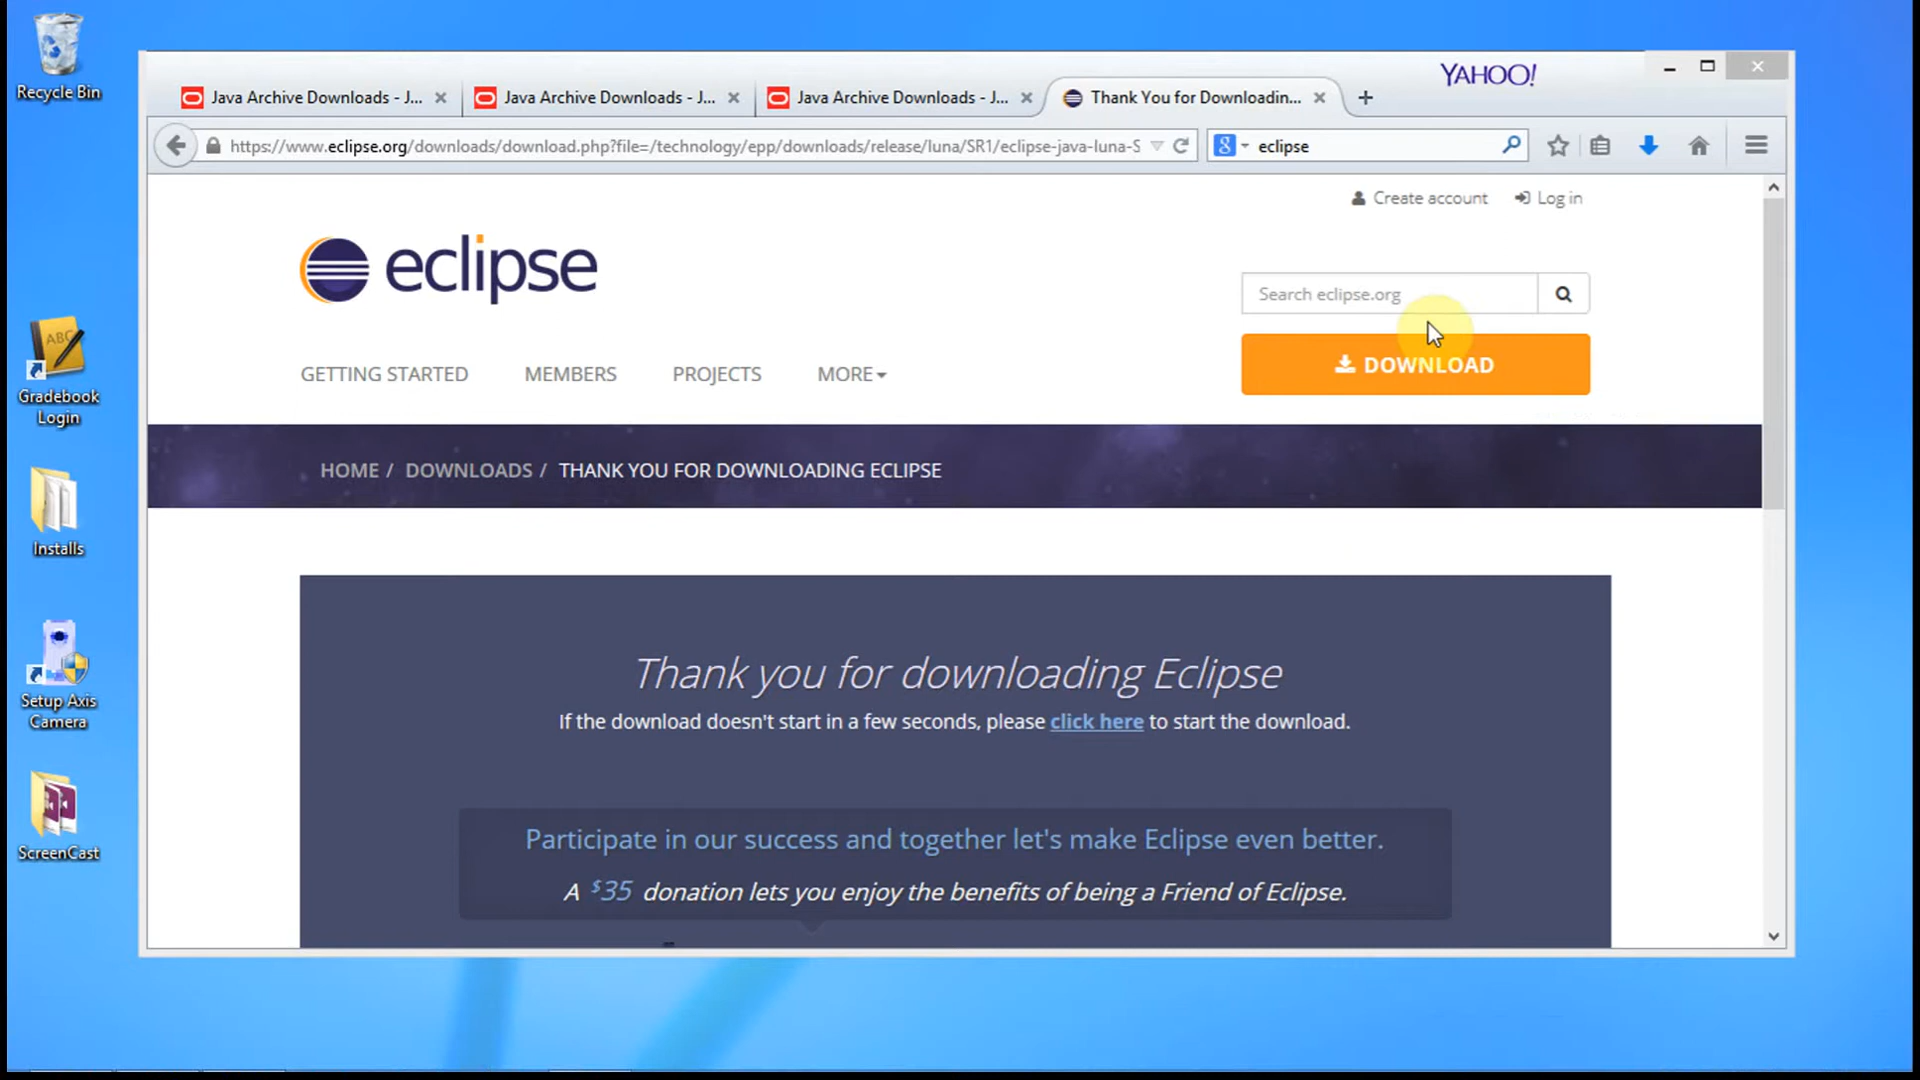 Recycle Bin
YAHOO!
Java Archive Downloads - J...
Java Archive Downloads - J...
Java Archive Downloads - J...
Thank You for Downloadin...
https://www.eclipse.org/downloads/download.php?file=/technology/epp/downloads/release/luna/SR1/eclipse-java-luna-S
8 eclipse
Create account
Log in
eclipse
Search eclipse.org
DOWNLOAD
GETTING STARTED
MEMBERS
PROJECTS
MORE
HOME / DOWNLOADS / THANK YOU FOR DOWNLOADING ECLIPSE
Thank you for downloading Eclipse
If the download doesn't start in a few seconds, please click here to start the download.
Participate in our success and together let's make Eclipse even better.
A $35 donation lets you enjoy the benefits of being a Friend of Eclipse.
ABC
Gradebook
Login
Installs
Setup Axis
Camera
ScreenCast